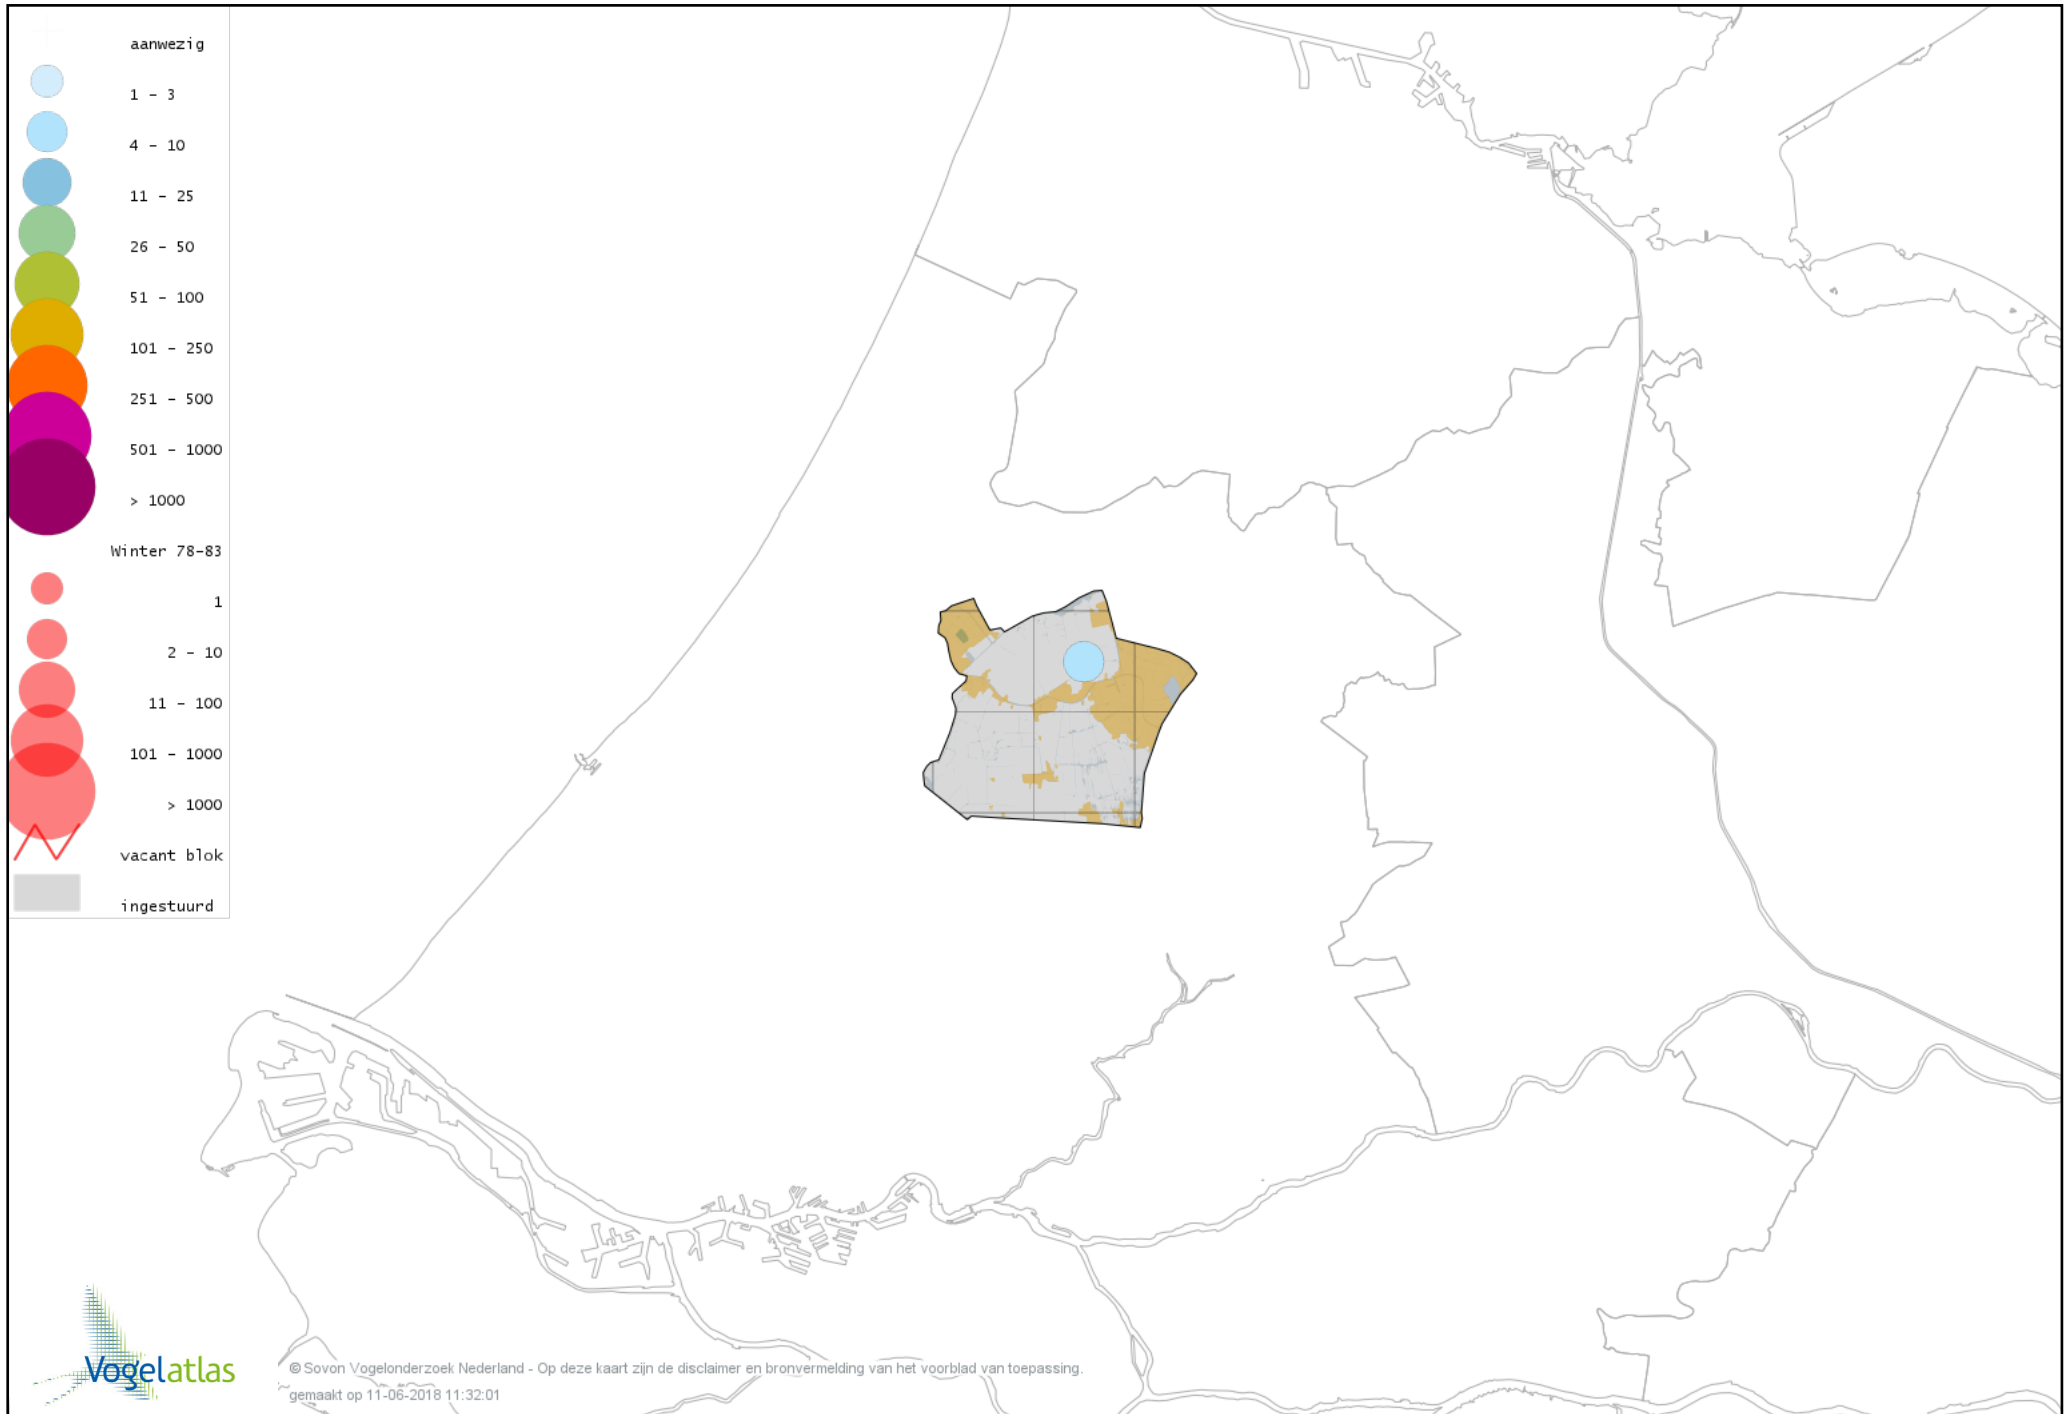 aanwezig
1 - 3
4 - 10
11 - 25
26 - 50
51 - 100
101 - 250
251 - 500
501 - 1000
> 1000
Winter 78-83
1
2 - 10
11 - 100
101 - 1000
> 1000
vacant blok
ingestuurd
Vogelatlas
© Sovon Vogelonderzoek Nederland - Op deze kaart zijn de disclaimer en bronvermelding van het voorblad van toepassing.
gemaakt op 11-06-2018 11:32:01